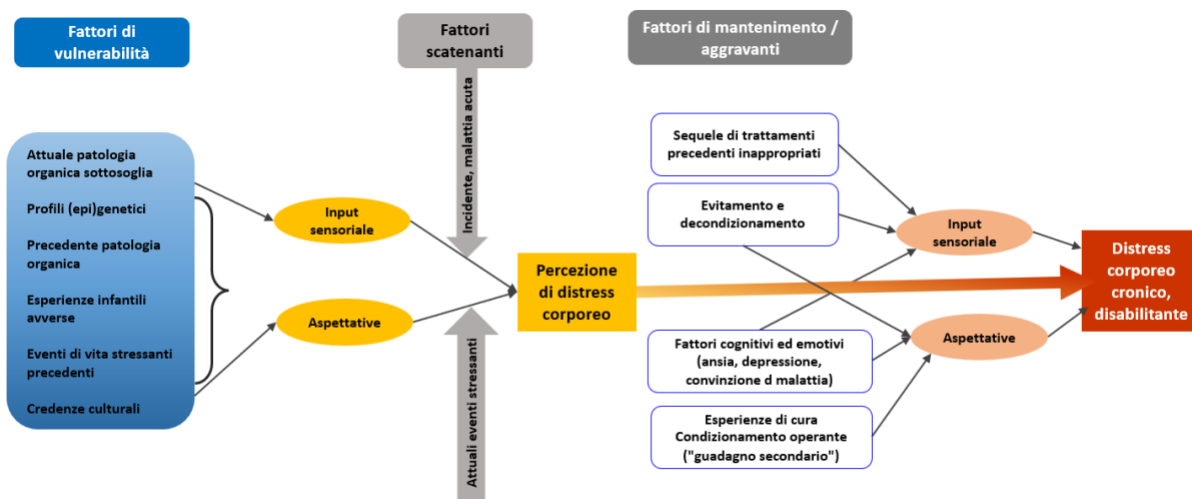 Fattori di
vulnerabilità
Fattori
scatenanti
Fattori di mantenimento /
aggravanti
Attuale patologia
organica sottosoglia
Profili (epi)genetici
Precedente patologia
organica
Esperienze infantili
avverse
Eventi di vita stressanti
precedenti
Credenze culturali
Input
sensoriale
Aspettative
Incidente, malattia acuta
Attuali eventi stressanti
Percezione
di distress
corporeo
Sequele di trattamenti
precedenti inappropriati
Evitamento e
decondizionamento
Fattori cognitivi ed emotivi
(ansia, depressione,
convinzione d malattia)
Esperienze di cura
Condizionamento operante
("guadagno secondario")
Input
sensoriale
Aspettative
Distress
corporeo
cronico,
disabilitante